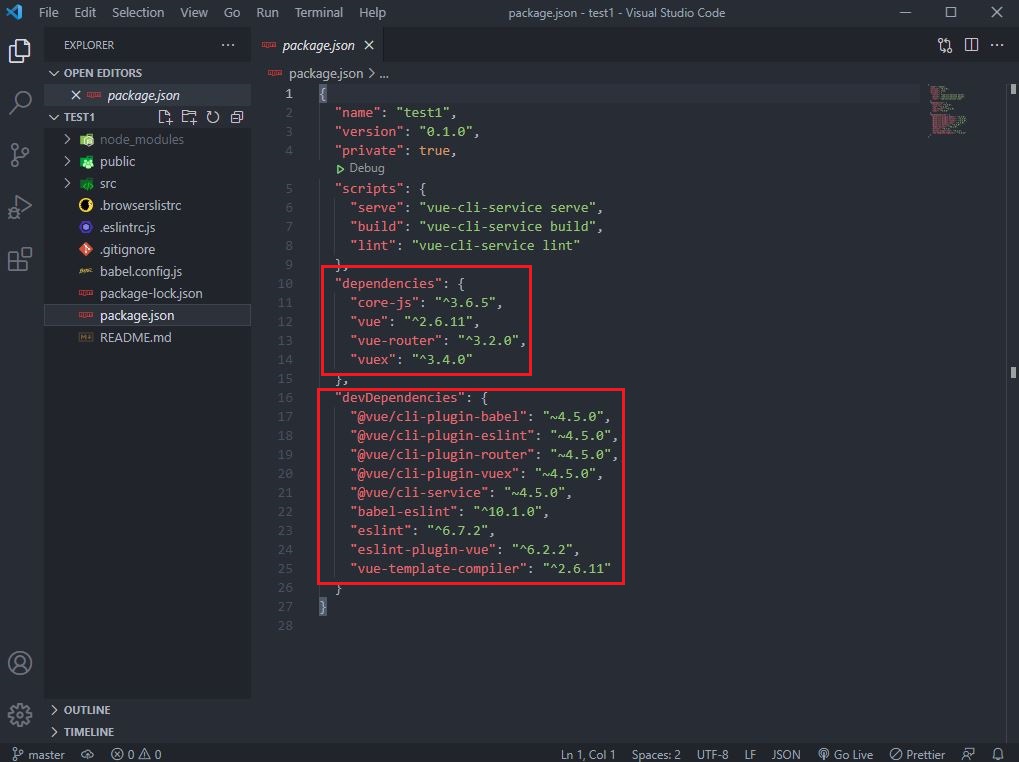 File Edit Selection View Go Run Terminal Help
package.json - test1 - Visual Studio Code
EXPLORER
OPEN EDITORS
package.json
TEST1
node_modules
public
src
.browserslistrc
.eslintrc.js
.gitignore
babel.config.js
package-lock.json
package.json
README.md
OUTLINE
TIMELINE
package.json
package.json > ...
1 {
2 "name": "test1",
3 "version": "0.1.0",
4 "private": true,
Debug
5 "scripts": {
6 "serve": "vue-cli-service serve",
7 "build": "vue-cli-service build",
8 "lint": "vue-cli-service lint"
9 },
10 "dependencies": {
11 "core-js": "^3.6.5",
12 "vue": "^2.6.11",
13 "vue-router": "^3.2.0",
14 "vuex": "^3.4.0"
15 },
16 "devDependencies": {
17 "@vue/cli-plugin-babel": "~4.5.0",
18 "@vue/cli-plugin-eslint": "~4.5.0",
19 "@vue/cli-plugin-router": "~4.5.0",
20 "@vue/cli-plugin-vuex": "~4.5.0",
21 "@vue/cli-service": "~4.5.0",
22 "babel-eslint": "^10.1.0",
23 "eslint": "^6.7.2",
24 "eslint-plugin-vue": "^6.2.2",
25 "vue-template-compiler": "^2.6.11"
26 }
27 }
28
master 0 0 Ln 1, Col 1 Spaces: 2 UTF-8 LF JSON Go Live Prettier